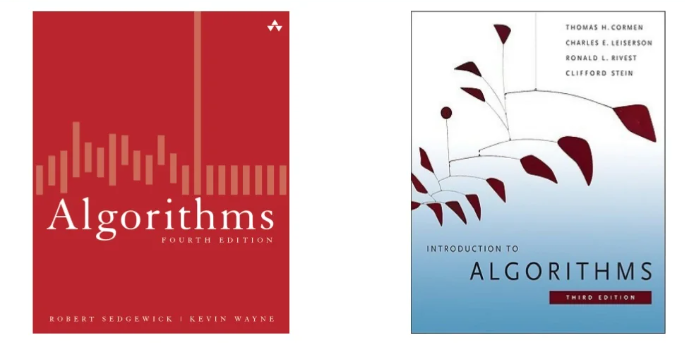 Algorithms
FOURTH EDITION
ROBERT SEDGEWICK | KEVIN WAYNE
THOMAS H. CORMEN
CHARLES E. LEISERSON
RONALD L. RIVEST
CLIFFORD STEIN
INTRODUCTION TO
ALGORITHMS
THIRD EDITION